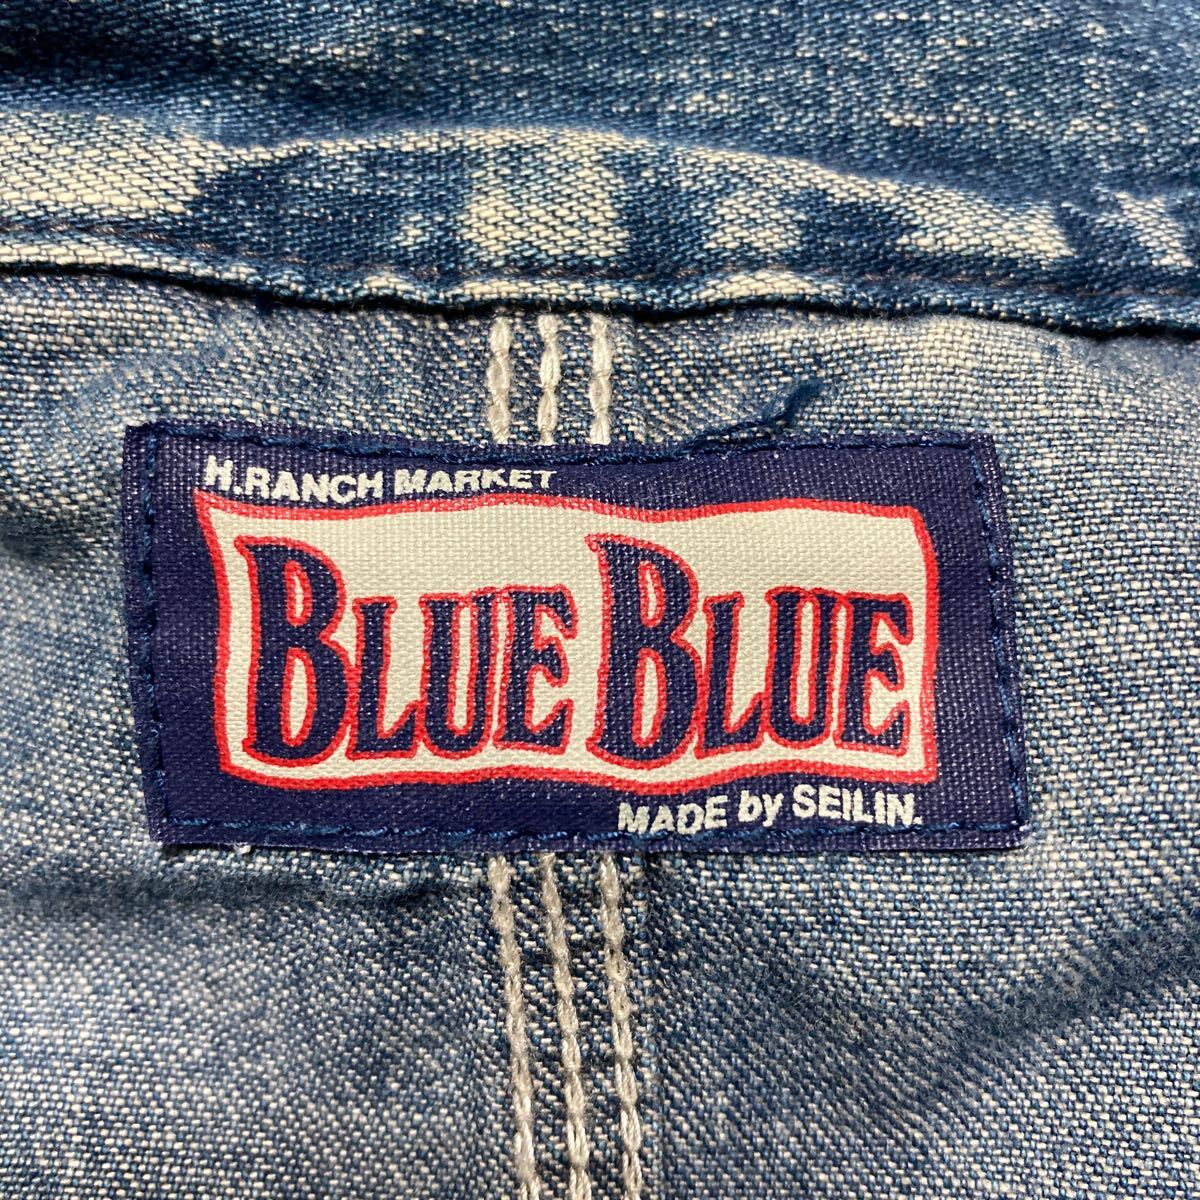 H.RANCH MARKET
BLUE BLUE
MADE by SEILIN.